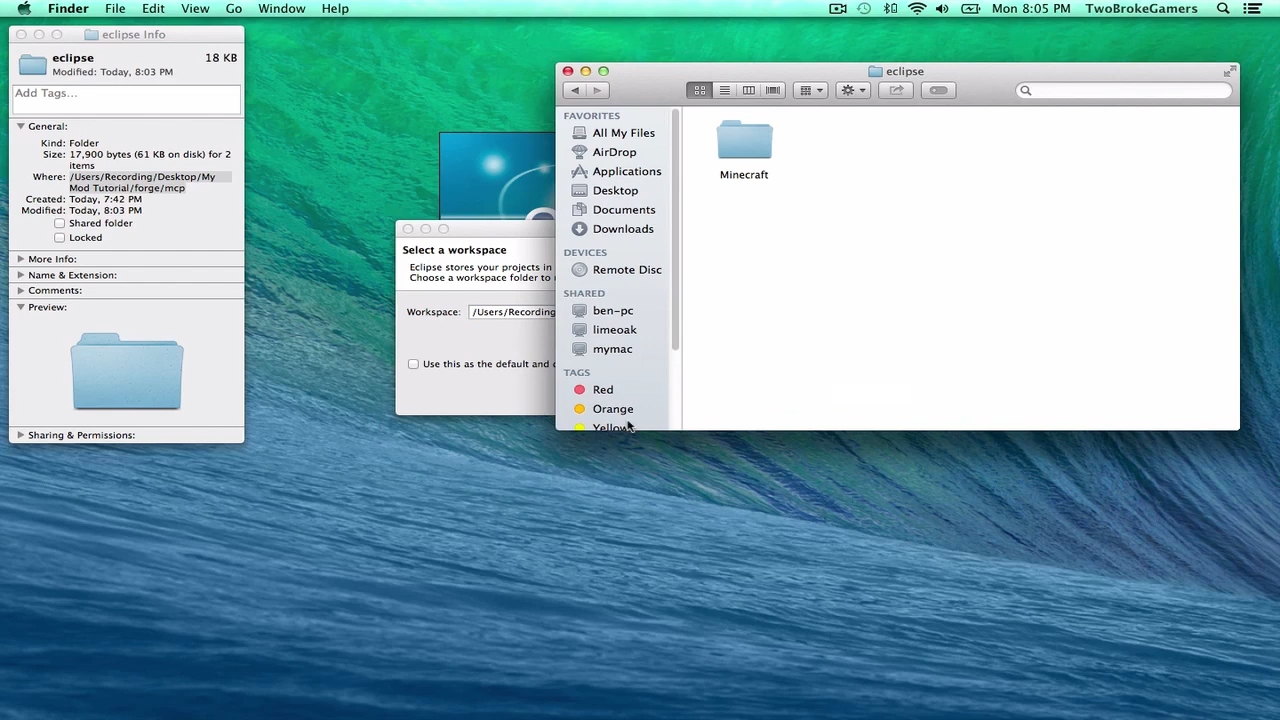 Finder File Edit View Go Window Help
Mon 8:05 PM TwoBrokeGamers
eclipse Info
eclipse 18 KB
Modified: Today, 8:03 PM
Add Tags...
General:
Kind: Folder
Size: 17,900 bytes (61 KB on disk) for 2
items
Where: /Users/Recording/Desktop/My
Mod Tutorial/forge/mcp
Created: Today, 7:42 PM
Modified: Today, 8:03 PM
Shared folder
Locked
More Info:
Name & Extension:
Comments:
Preview:
Sharing & Permissions:
Select a workspace
Eclipse stores your projects in
Choose a workspace folder to
Workspace: /Users/Recording
Use this as the default and
eclipse
FAVORITES
All My Files
AirDrop
Applications
Desktop
Documents
Downloads
DEVICES
Remote Disc
SHARED
ben-pc
limeoak
mymac
TAGS
Red
Orange
Yellow
Minecraft